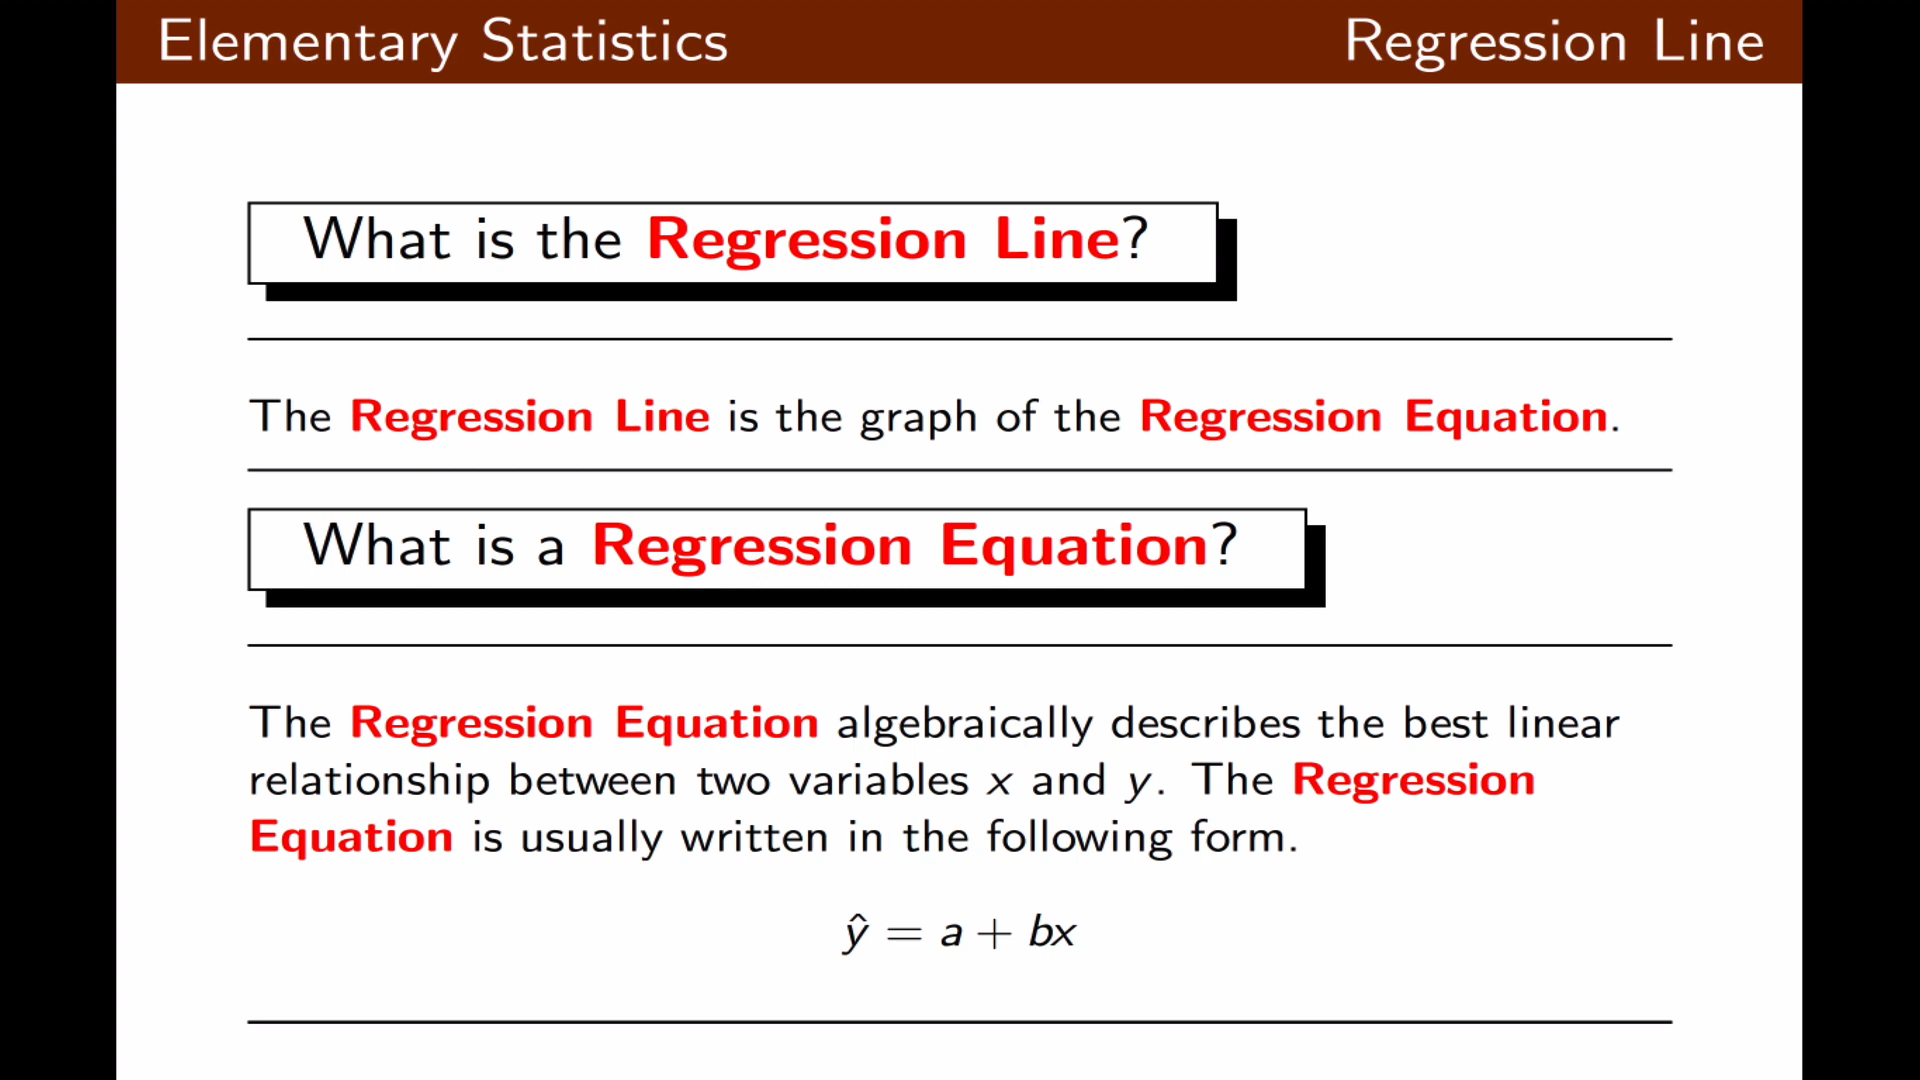 Elementary Statistics
Regression Line
What is the Regression Line?
The Regression Line is the graph of the Regression Equation.
What is a Regression Equation?
The Regression Equation algebraically describes the best linear
relationship between two variables x and y. The Regression
Equation is usually written in the following form.
ŷ = a + bx